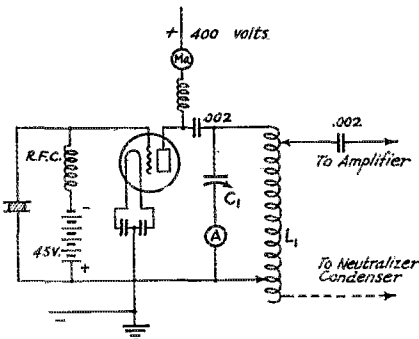 + 400 volts
Ma
.002
.002
R.F.C.
To Amplifier
C1
A
L1
-
45V.
+
To Neutralizer
Condenser
-